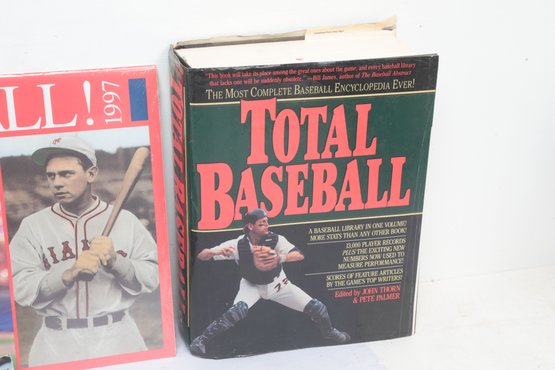 ALL! 1997
GIANTS
"This book will take its place among the great ones about the game, and every baseball library
that lacks one will be suddenly obsolete." —Bill James, author of The Baseball Abstract
THE MOST COMPLETE BASEBALL ENCYCLOPEDIA EVER!
TOTAL
BASEBALL
A BASEBALL LIBRARY IN ONE VOLUME!
MORE STATS THAN ANY OTHER BOOK!
13,000 PLAYER RECORDS
PLUS THE EXCITING NEW
NUMBERS NOW USED TO
MEASURE PERFORMANCE!
SCORES OF FEATURE ARTICLES
BY THE GAME'S TOP WRITERS!
Edited by JOHN THORN
& PETE PALMER
TOTAL BASEBALL